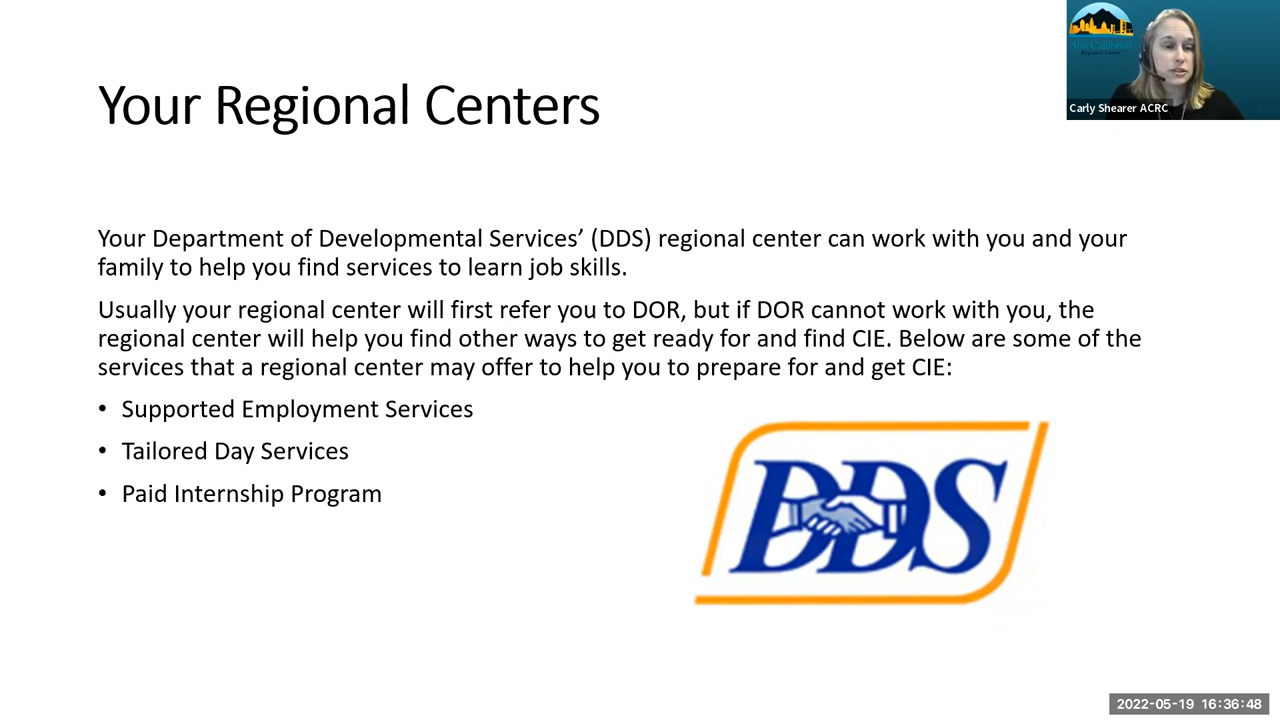 Your Regional Centers
Alta California
Regional Center
Carly Shearer ACRC
Your Department of Developmental Services’ (DDS) regional center can work with you and your
family to help you find services to learn job skills.
Usually your regional center will first refer you to DOR, but if DOR cannot work with you, the
regional center will help you find other ways to get ready for and find CIE. Below are some of the
services that a regional center may offer to help you to prepare for and get CIE:
• Supported Employment Services
• Tailored Day Services
• Paid Internship Program
DDS
2022-05-19 16:36:48